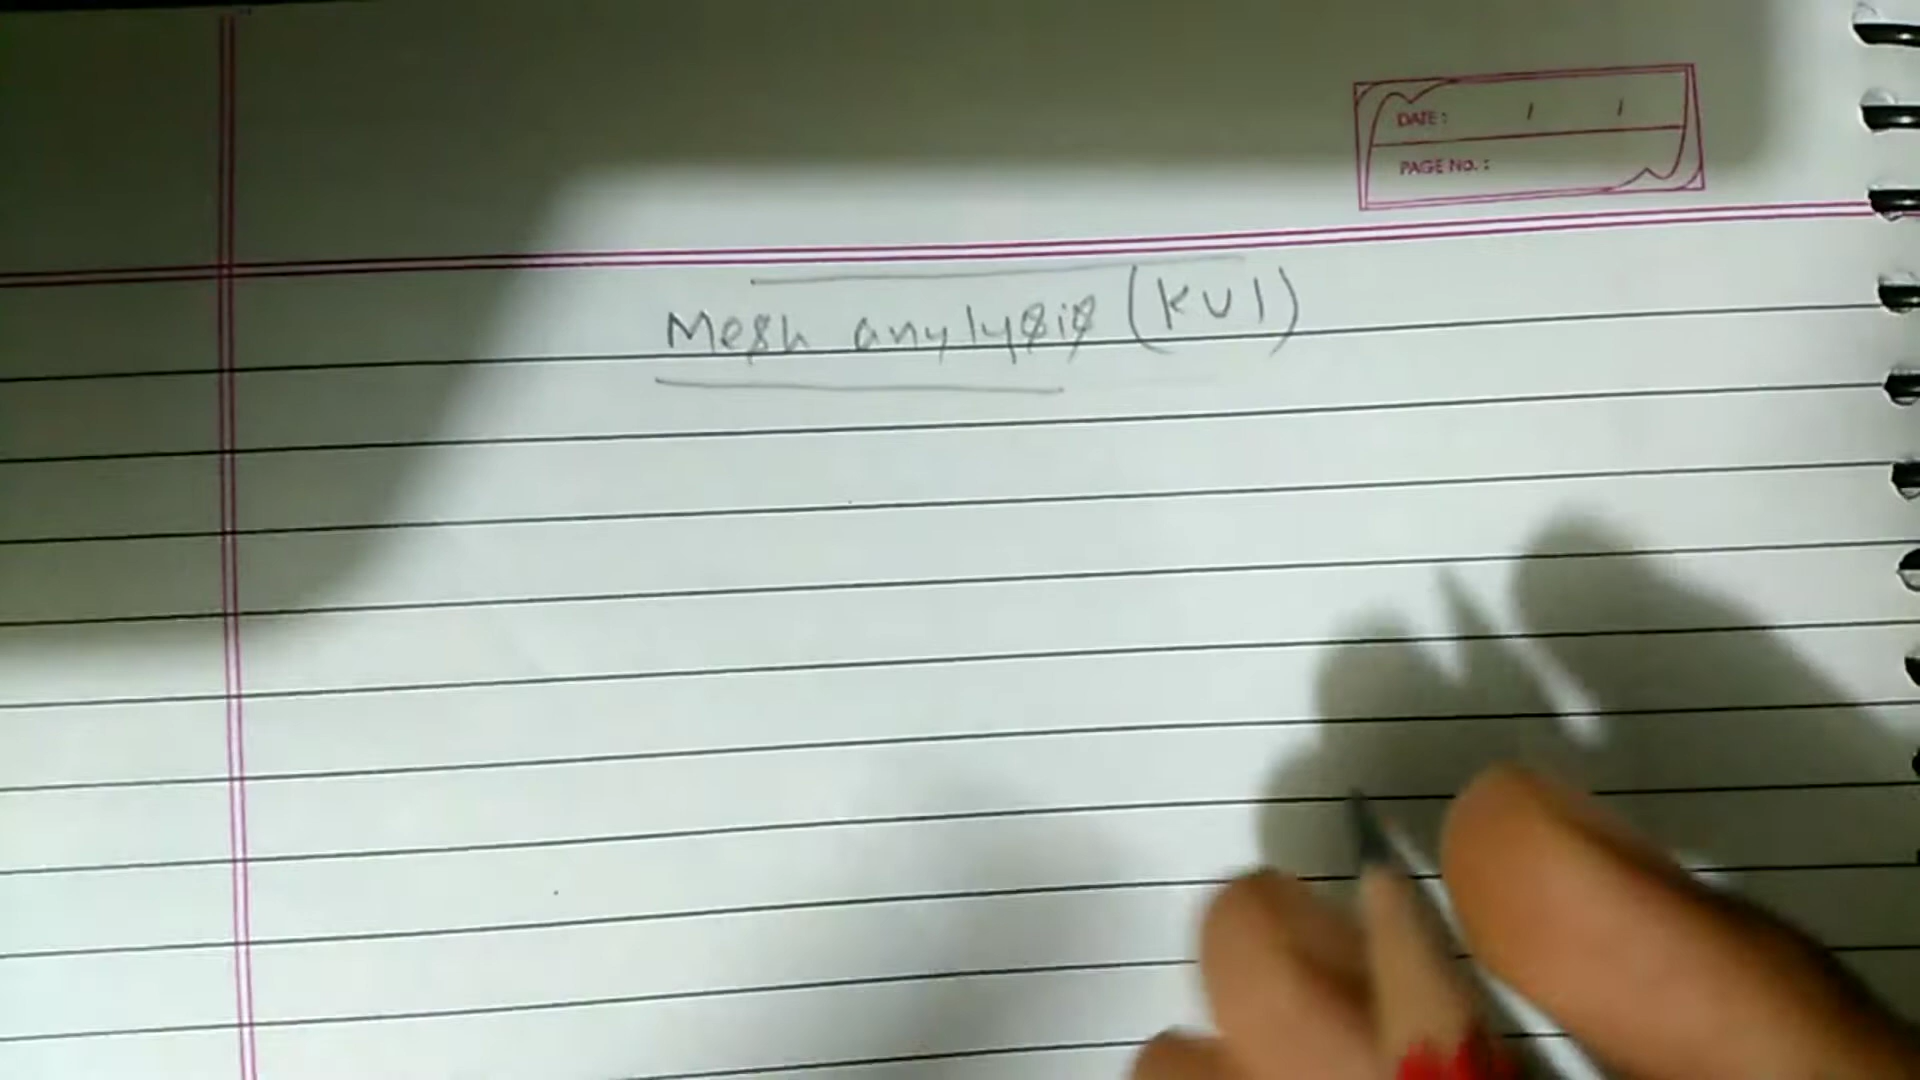 DATE: / /
PAGE NO.:
Mesh anylysis (KVl)